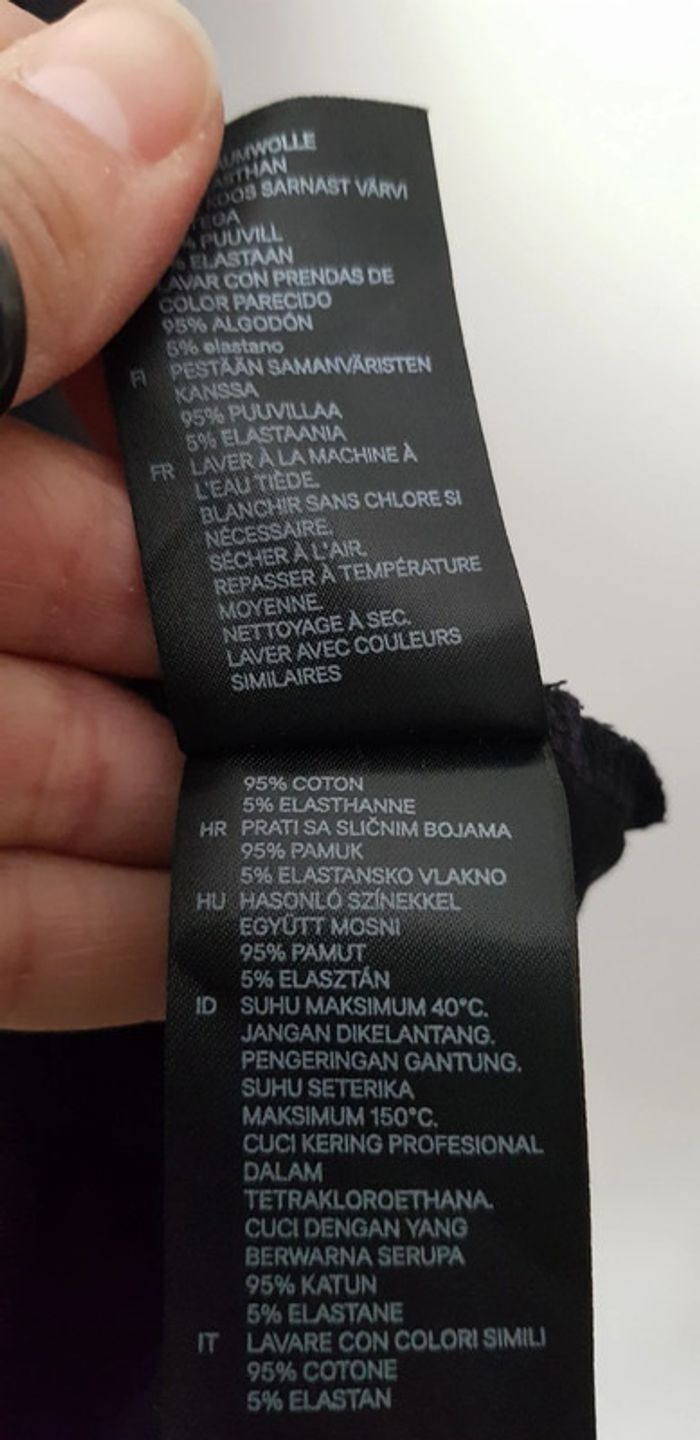 ASTHAN
KOOS SARNAST VÄRVI
PUUVILL
ELASTAAN
LAVAR CON PRENDAS DE
COLOR PARECIDO
95% ALGODÓN
5% elastano
FI PESTÄÄN SAMANVÄRISTEN
KANSSA
95% PUUVILLAA
5% ELASTAANIA
FR LAVER À LA MACHINE À
L'EAU TIÈDE.
BLANCHIR SANS CHLORE SI
NÉCESSAIRE.
SÉCHER À L'AIR.
REPASSER À TEMPÉRATURE
MOYENNE.
NETTOYAGE À SEC.
LAVER AVEC COULEURS
SIMILAIRES
95% COTON
5% ELASTHANNE
HR PRATI SA SLIČNIM BOJAMA
95% PAMUK
5% ELASTANSKO VLAKNO
HU HASONLÓ SZÍNEKKEL
EGYÜTT MOSNI
95% PAMUT
5% ELASZTÁN
ID SUHU MAKSIMUM 40°C.
JANGAN DIKELANTANG.
PENGERINGAN GANTUNG.
SUHU SETERIKA
MAKSIMUM 150°C.
CUCI KERING PROFESIONAL
DALAM
TETRAKLOROETHANA.
CUCI DENGAN YANG
BERWARNA SERUPA
95% KATUN
5% ELASTANE
IT LAVARE CON COLORI SIMILI
95% COTONE
5% ELASTAN